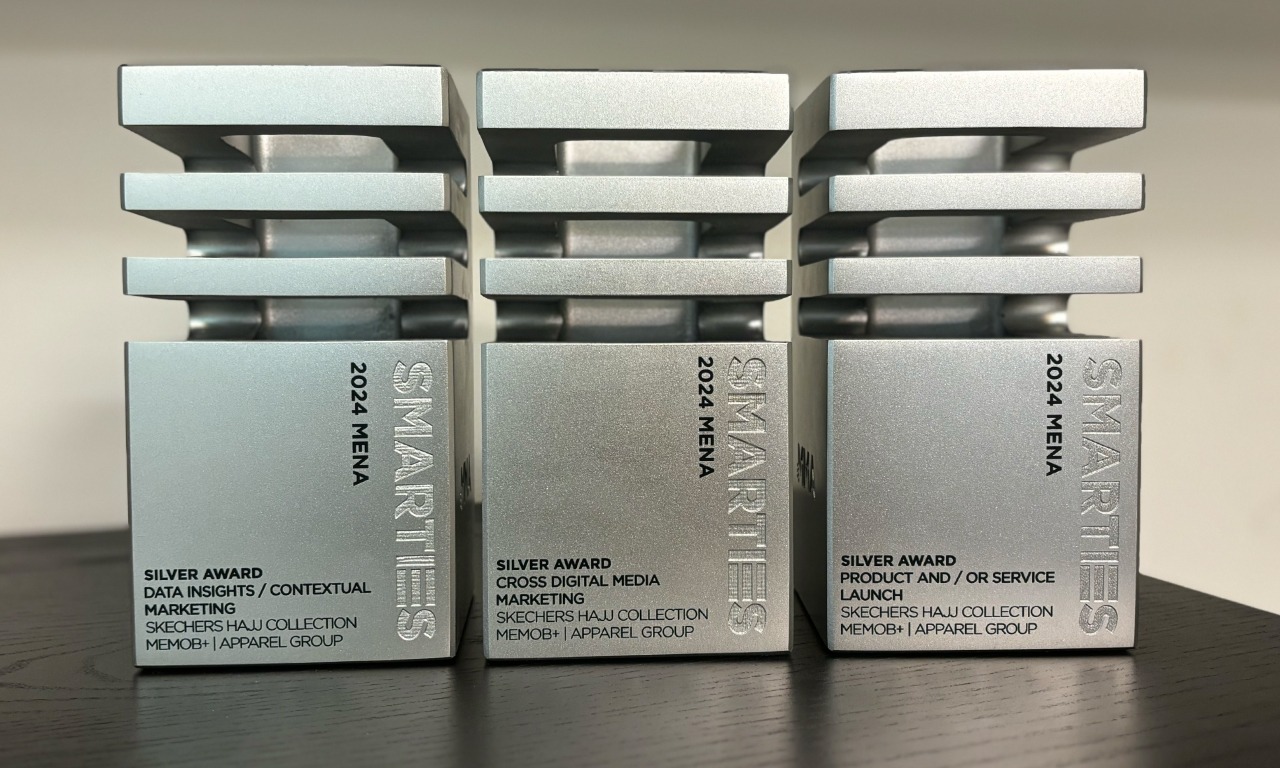 2024 MENA
SMARTIES
SILVER AWARD
DATA INSIGHTS / CONTEXTUAL
MARKETING
SKECHERS HAJJ COLLECTION
MEMOB+ | APPAREL GROUP
2024 MENA
SMARTIES
SILVER AWARD
CROSS DIGITAL MEDIA
MARKETING
SKECHERS HAJJ COLLECTION
MEMOB+ | APPAREL GROUP
2024 MENA
SMARTIES
SILVER AWARD
PRODUCT AND / OR SERVICE
LAUNCH
SKECHERS HAJJ COLLECTION
MEMOB+ | APPAREL GROUP